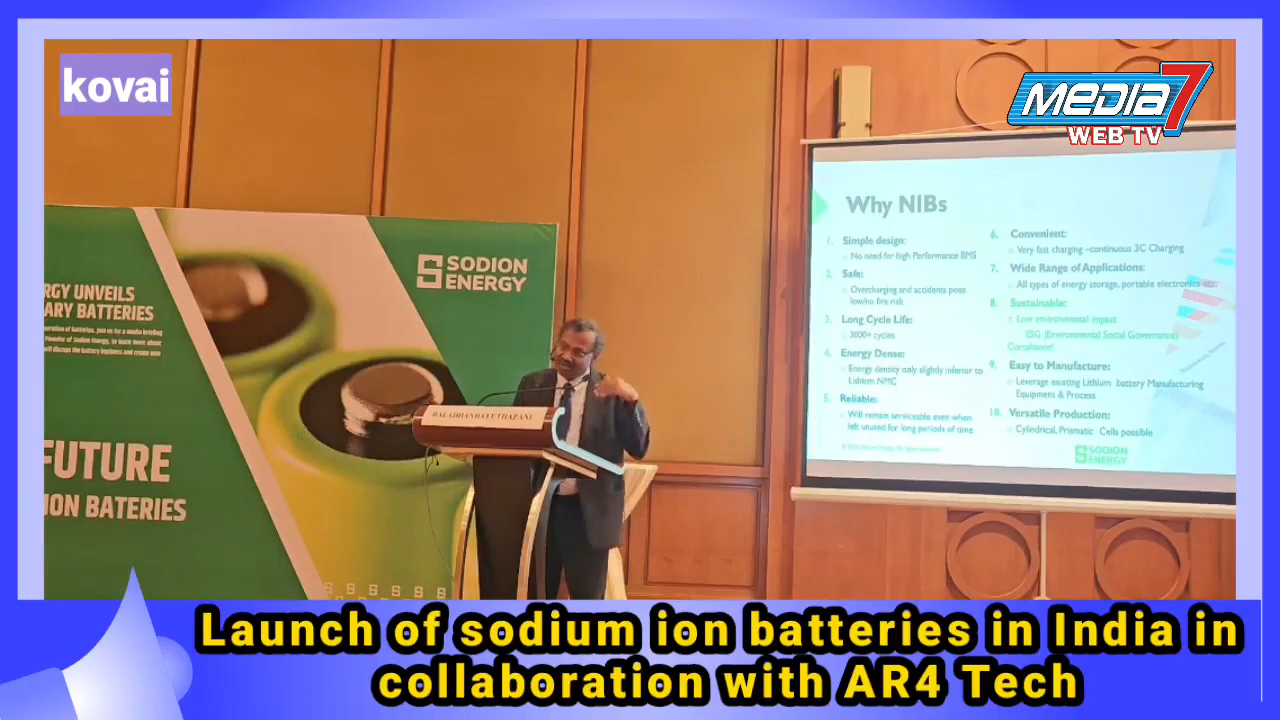 kovai
MEDIA 7
WEB TV
RGY UNVEILS
ARY BATTERIES
SODION
ENERGY
FUTURE
ION BATERIES
BALADHANDAYETHAPANI
Why NIBs
1. Simple design:
No need for high Performance BMS
2. Safe:
Overcharging and accidents pose
low/no fire risk
3. Long Cycle Life:
3000+ cycles
4. Energy Dense:
Energy density only slightly inferior to
Lithium NMC
5. Reliable:
Will remain serviceable even when
left unused for long periods of time
6. Convenient:
Very fast charging –continuous 3C Charging
7. Wide Range of Applications:
All types of energy storage, portable electronics etc.
8. Sustainable:
Low environmental impact
ESG (Environmental Social Governance)
Compliance!
9. Easy to Manufacture:
Leverage existing Lithium battery Manufacturing
Equipment & Process
10. Versatile Production:
Cylindrical, Prismatic Cells possible
SODION
ENERGY
Launch of sodium ion batteries in India in
collaboration with AR4 Tech